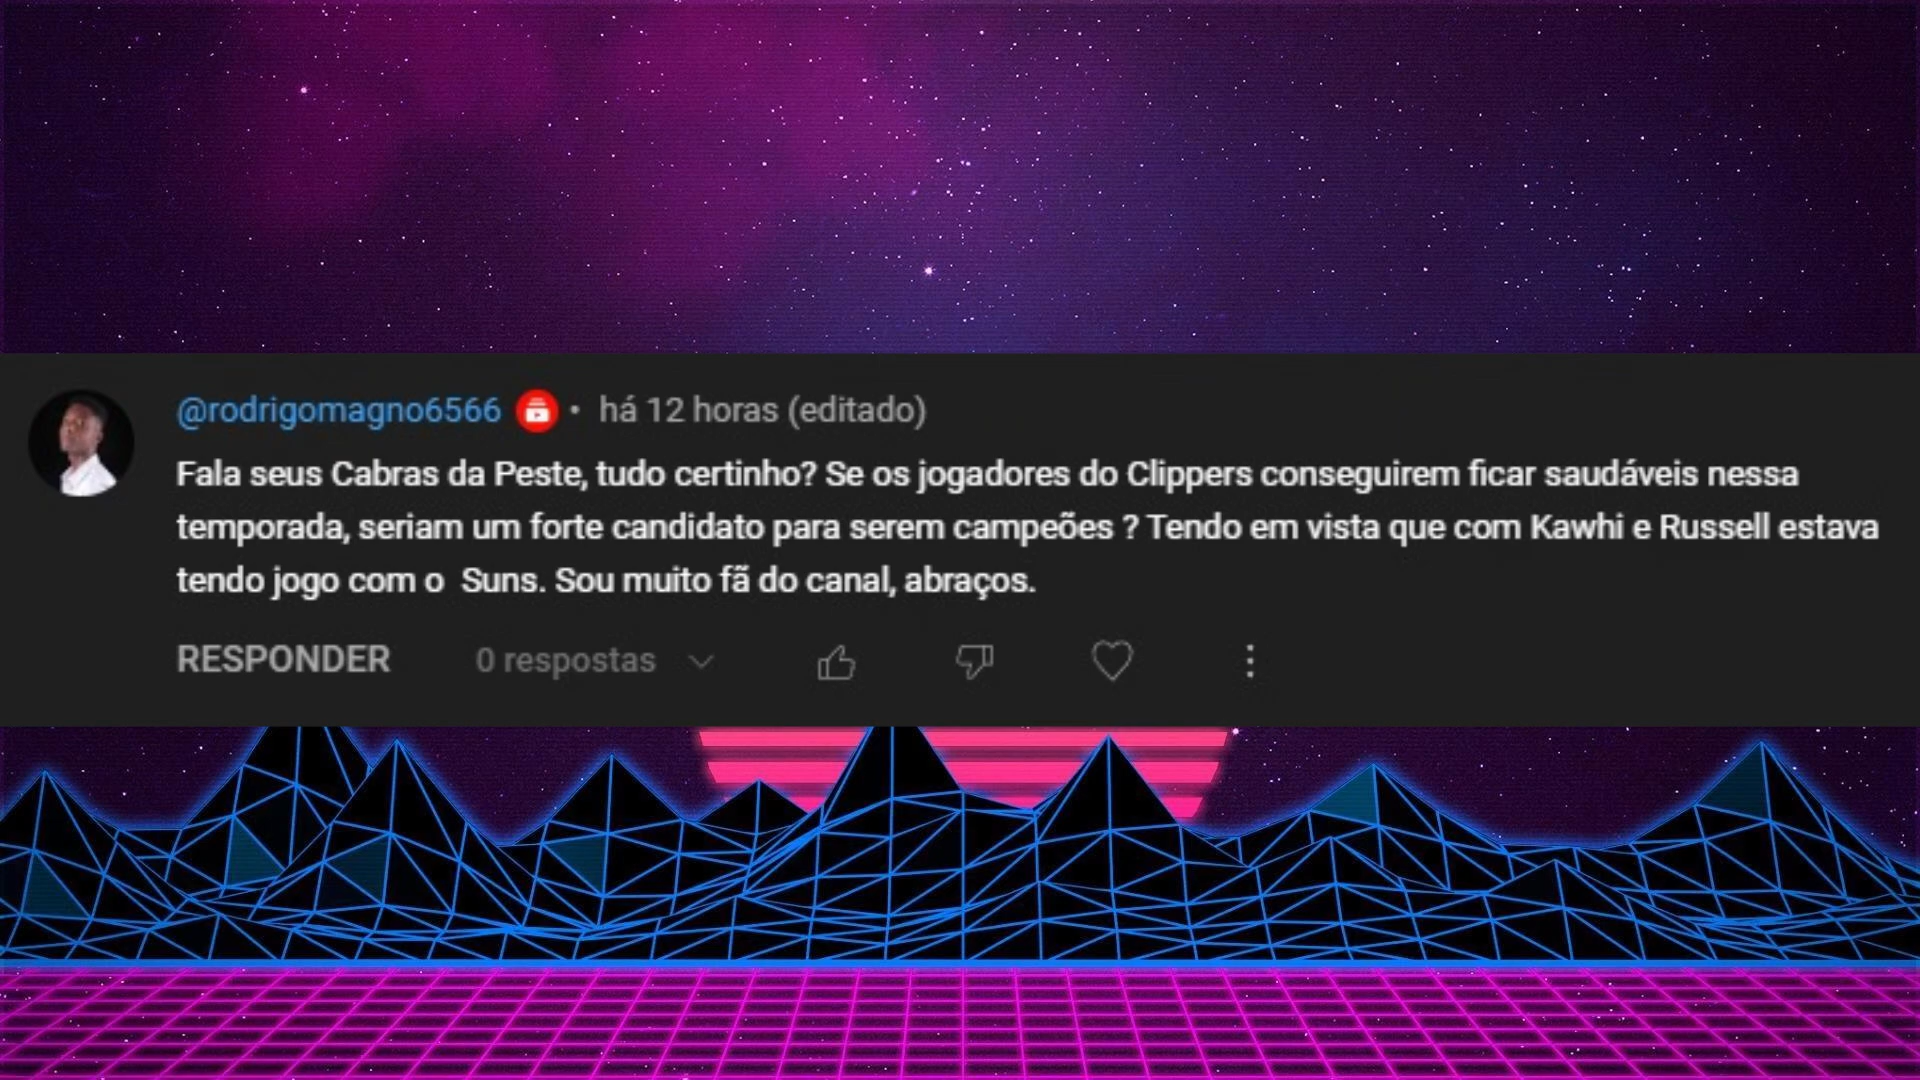 @rodrigomagno6566 • há 12 horas (editado)
Fala seus Cabras da Peste, tudo certinho? Se os jogadores do Clippers conseguirem ficar saudáveis nessa
temporada, seriam um forte candidato para serem campeões ? Tendo em vista que com Kawhi e Russell estava
tendo jogo com o  Suns. Sou muito fã do canal, abraços.
RESPONDER 0 respostas